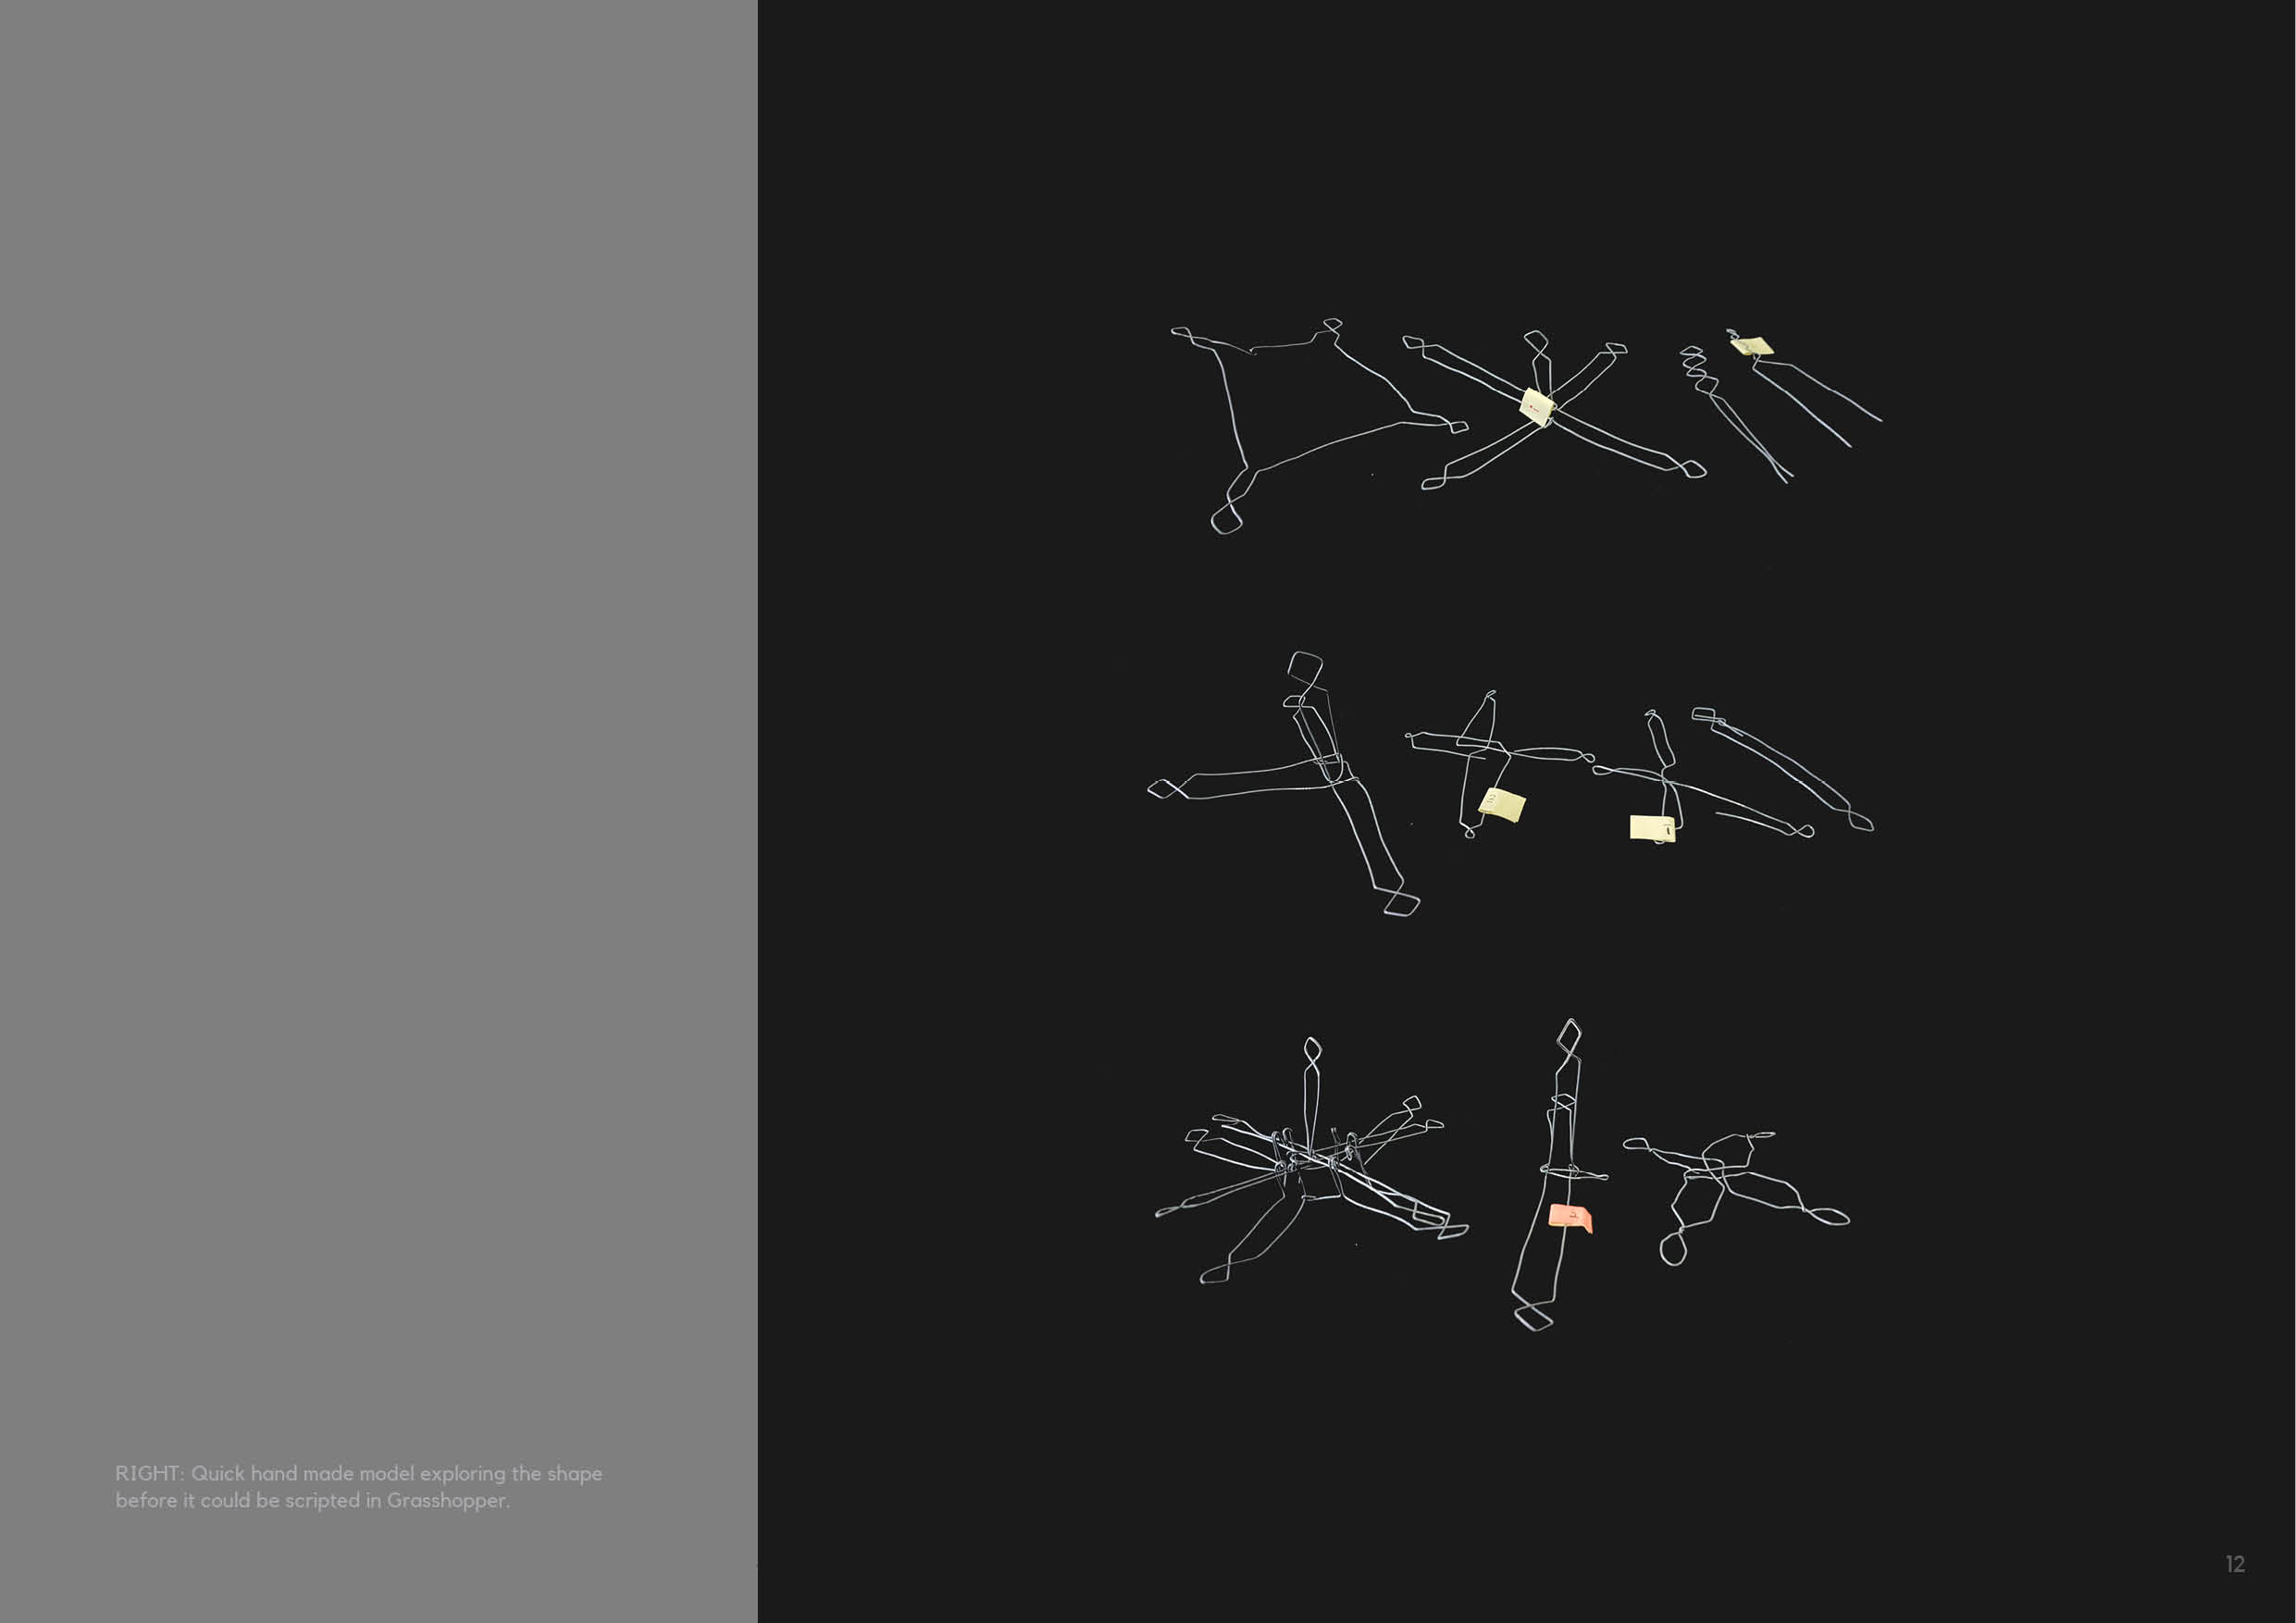 RIGHT: Quick hand made model exploring the shape
before it could be scripted in Grasshopper.
12